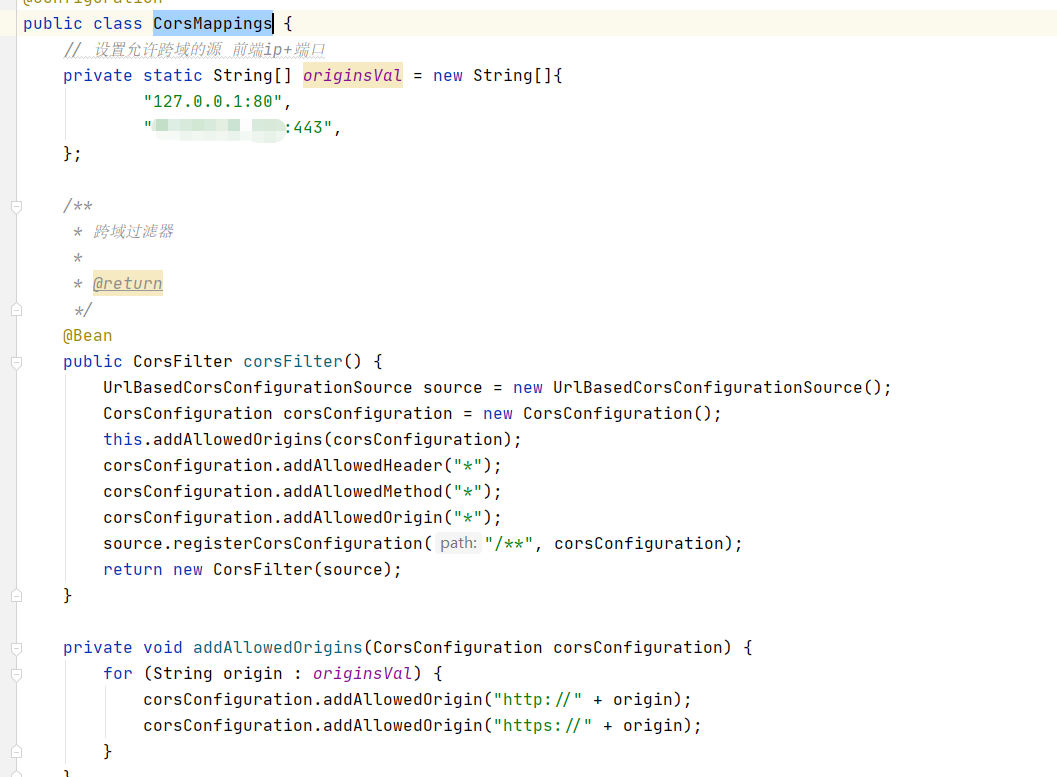 @Configuration
public class CorsMappings {
// 设置允许跨域的源 前端ip+端口
private static String[] originsVal = new String[]{
"127.0.0.1:80",
":443",
};
/**
* 跨域过滤器
*
* @return
*/
@Bean
public CorsFilter corsFilter() {
UrlBasedCorsConfigurationSource source = new UrlBasedCorsConfigurationSource();
CorsConfiguration corsConfiguration = new CorsConfiguration();
this.addAllowedOrigins(corsConfiguration);
corsConfiguration.addAllowedHeader("*");
corsConfiguration.addAllowedMethod("*");
corsConfiguration.addAllowedOrigin("*");
source.registerCorsConfiguration( path: "/**", corsConfiguration);
return new CorsFilter(source);
}
private void addAllowedOrigins(CorsConfiguration corsConfiguration) {
for (String origin : originsVal) {
corsConfiguration.addAllowedOrigin("http://" + origin);
corsConfiguration.addAllowedOrigin("https://" + origin);
}
}